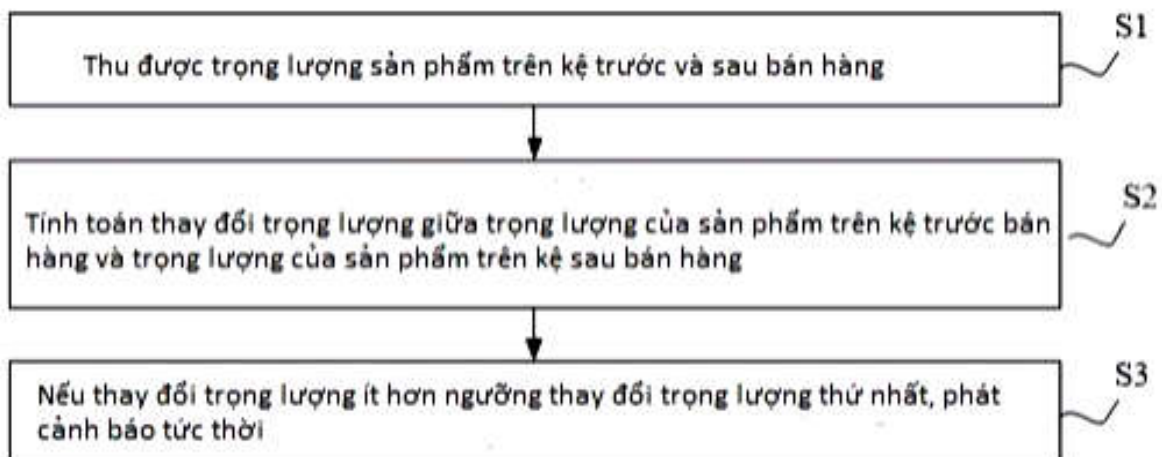 S1
Thu được trọng lượng sản phẩm trên kệ trước và sau bán hàng
S2
Tính toán thay đổi trọng lượng giữa trọng lượng của sản phẩm trên kệ trước bán
hàng và trọng lượng của sản phẩm trên kệ sau bán hàng
S3
Nếu thay đổi trọng lượng ít hơn ngưỡng thay đổi trọng lượng thứ nhất, phát
cảnh báo tức thời